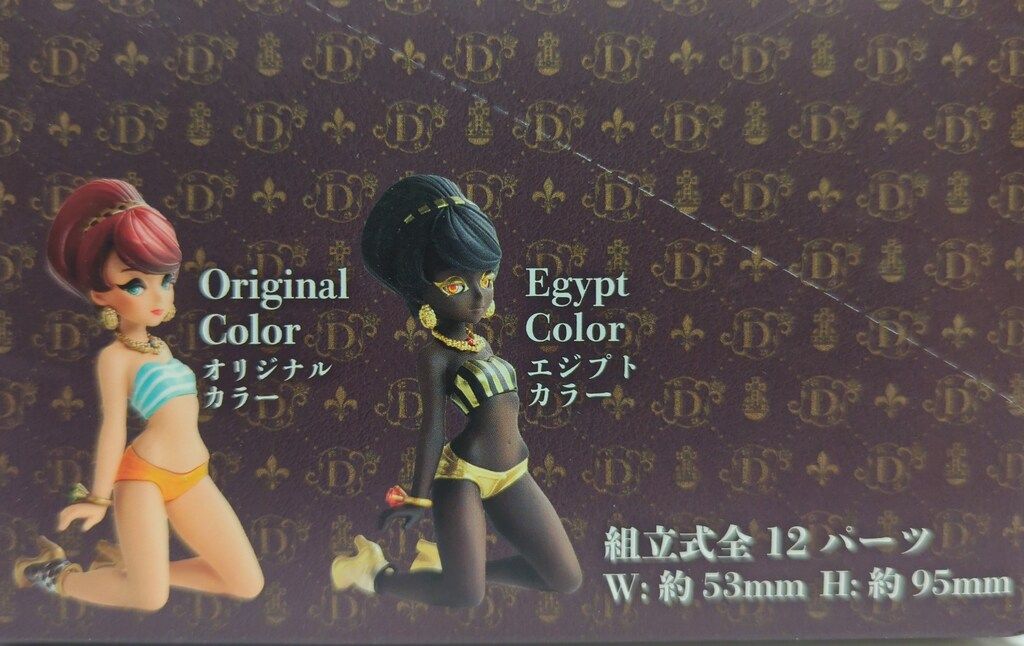 Original
Color
オリジナル
カラー
Egypt
Color
エジプト
カラー
組立式全 12 パーツ
W: 約 53mm H: 約 95mm